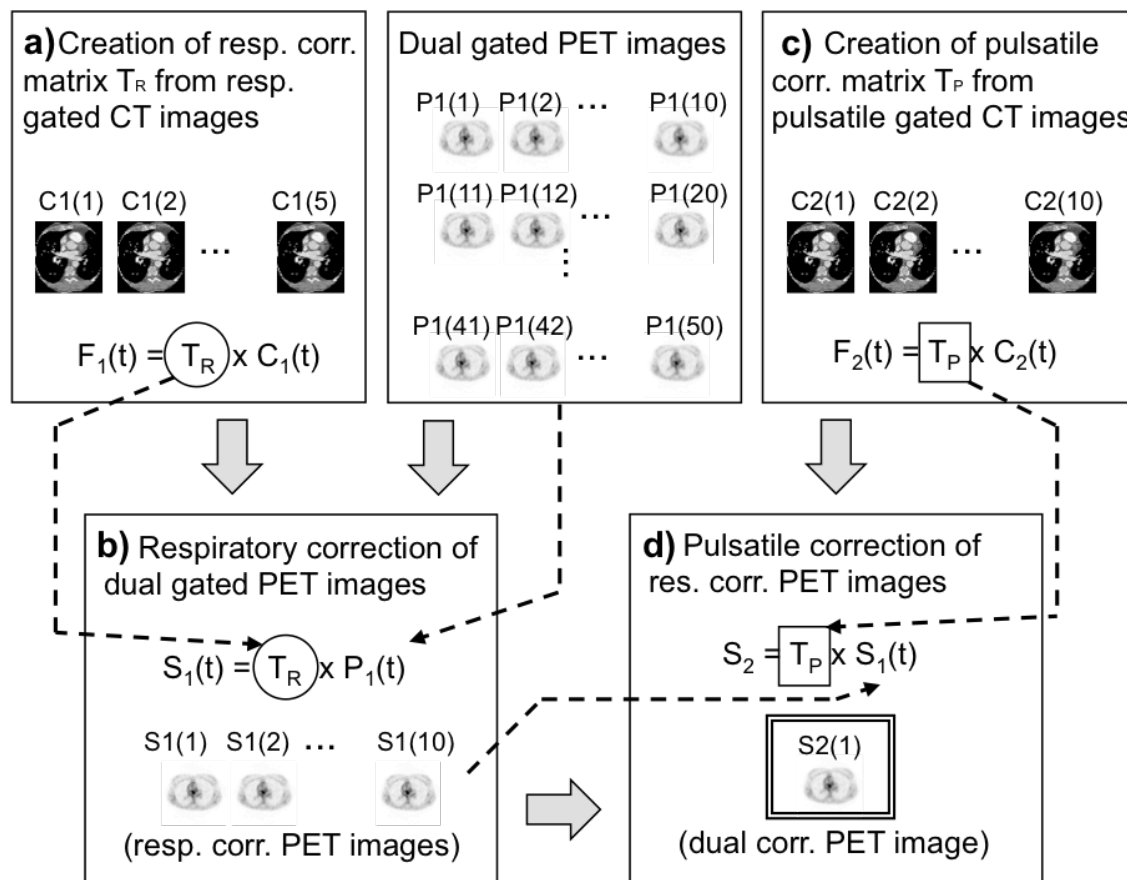 a) Creation of resp. corr.
matrix TR from resp.
gated CT images
C1(1) C1(2) C1(5)
...
F1(t) = TR x C1(t)
Dual gated PET images
P1(1) P1(2) ... P1(10)
P1(11) P1(12) ... P1(20)
⋮
P1(41) P1(42) ... P1(50)
c) Creation of pulsatile
corr. matrix TP from
pulsatile gated CT images
C2(1) C2(2) C2(10)
...
F2(t) = TP x C2(t)
b) Respiratory correction of
dual gated PET images
S1(t) = TR x P1(t)
S1(1) S1(2) ... S1(10)
(resp. corr. PET images)
d) Pulsatile correction of
res. corr. PET images
S2 = TP x S1(t)
S2(1)
(dual corr. PET image)